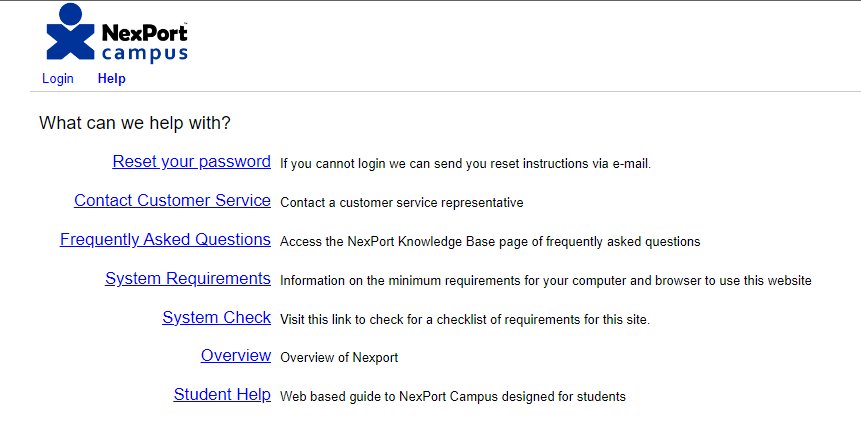 NexPort™
campus
Login Help
What can we help with?
Reset your password If you cannot login we can send you reset instructions via e-mail.
Contact Customer Service Contact a customer service representative
Frequently Asked Questions Access the NexPort Knowledge Base page of frequently asked questions
System Requirements Information on the minimum requirements for your computer and browser to use this website
System Check Visit this link to check for a checklist of requirements for this site.
Overview Overview of Nexport
Student Help Web based guide to NexPort Campus designed for students